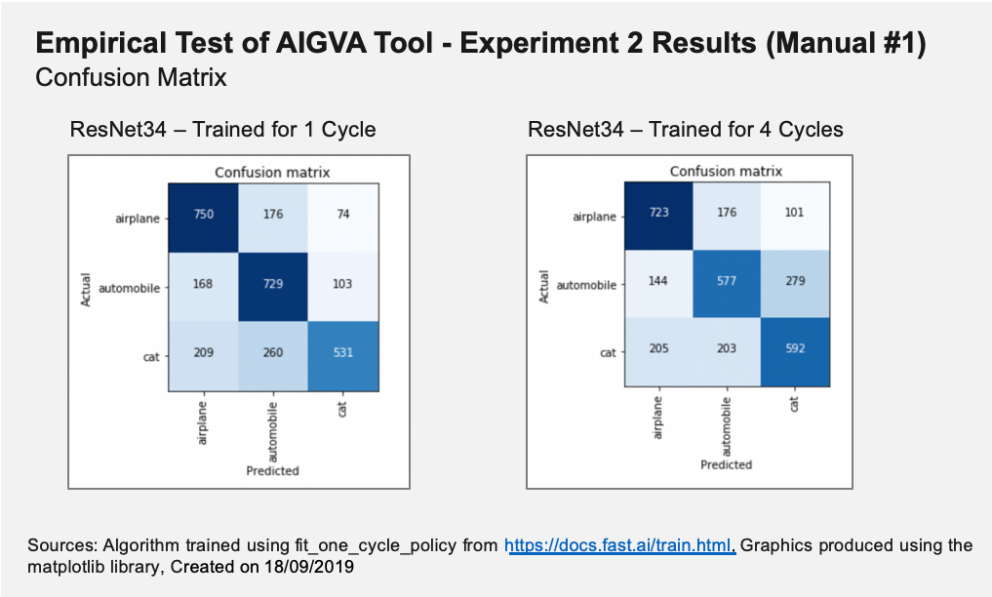 Empirical Test of AIGVA Tool - Experiment 2 Results (Manual #1)
Confusion Matrix
ResNet34 – Trained for 1 Cycle
Confusion matrix
airplane
750 176 74
Actual
automobile
168 729 103
cat
209 260 531
airplane
automobile
cat
Predicted
ResNet34 – Trained for 4 Cycles
Confusion matrix
airplane
723 176 101
Actual
automobile
144 577 279
cat
205 203 592
airplane
automobile
cat
Predicted
Sources: Algorithm trained using fit_one_cycle_policy from https://docs.fast.ai/train.html, Graphics produced using the
matplotlib library, Created on 18/09/2019